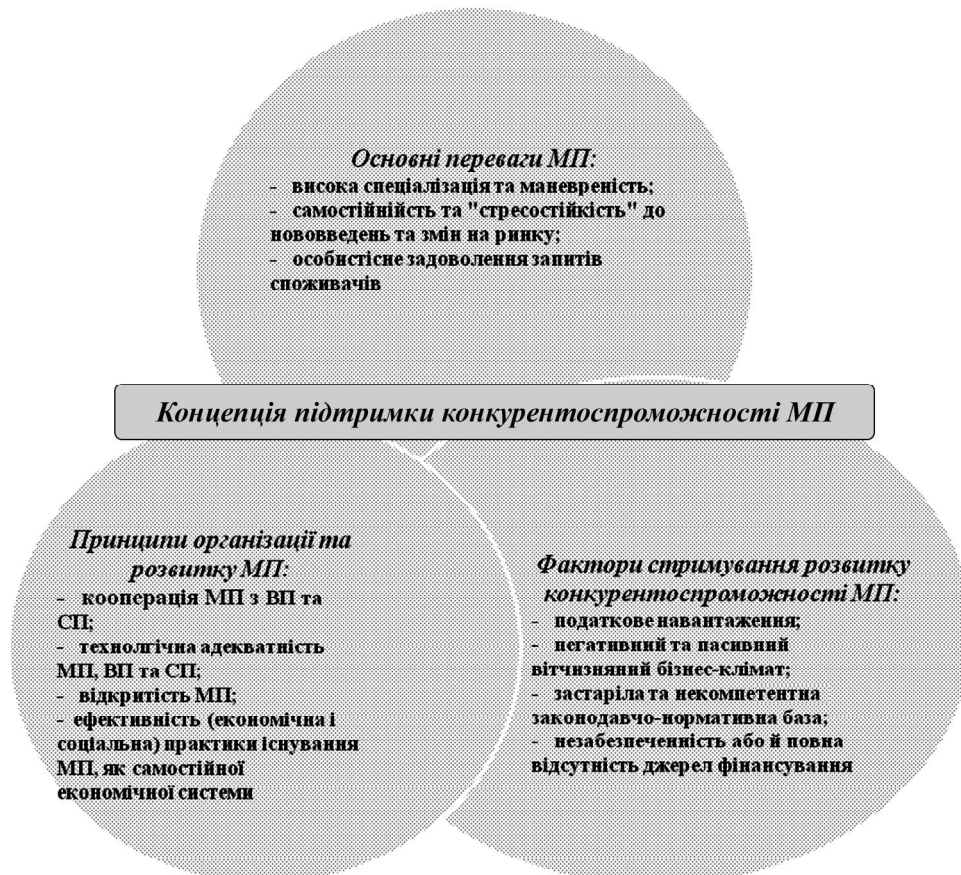 Основні переваги МП:
- висока спеціалізація та маневреність;
- самостійнійсть та "стресостійкість" до
нововведень та змін на ринку;
- особистісне задоволення запитів
споживачів
Концепція підтримки конкурентоспроможності МП
Принципи організації та
розвитку МП:
- кооперація МП з ВП та
СП;
- технолгічна адекватність
МП, ВП та СП;
- відкритість МП;
- ефективність (економічна і
соціальна) практики існування
МП, як самостійної
економічної системи
Фактори стримування розвитку
конкурентоспроможності МП:
- податкове навантаження;
- негативний та пасивний
вітчизняний бізнес-клімат;
- застаріла та некомпетентна
законодавчо-нормативна база;
- незабезпеченність або й повна
відсутність джерел фінансування